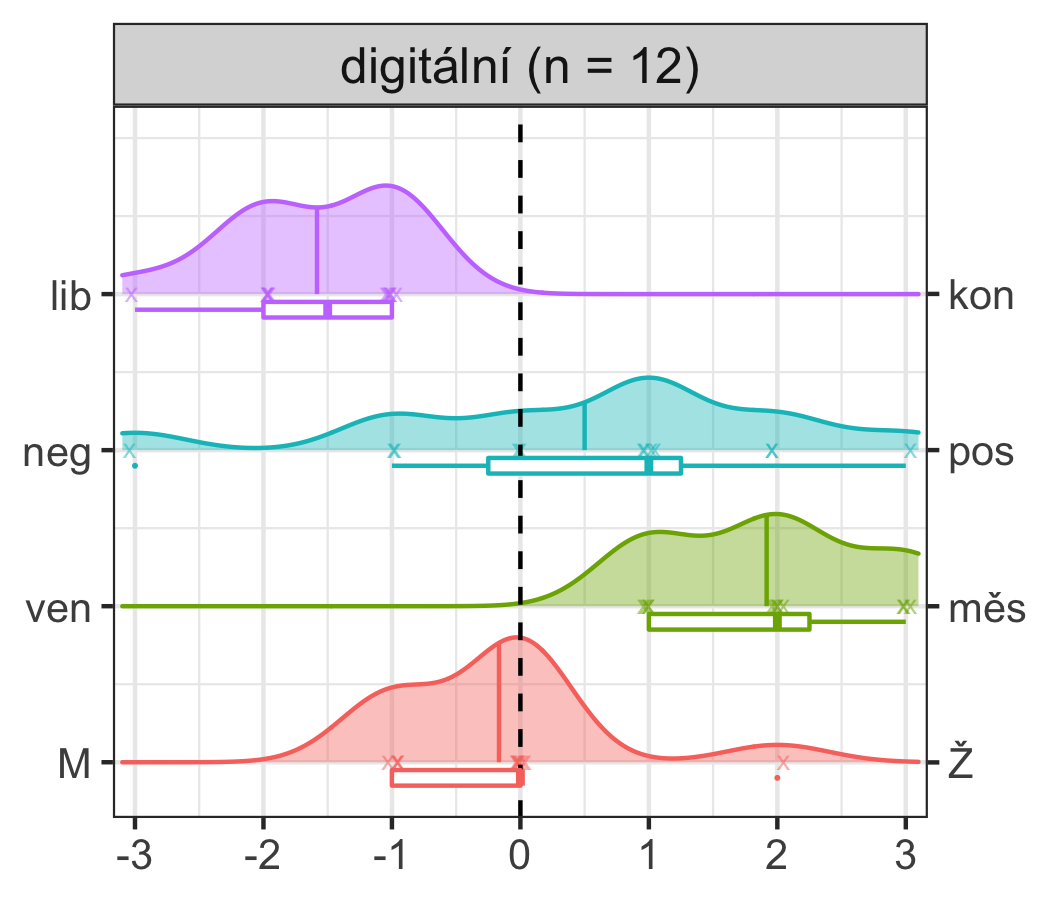 digitální (n = 12)
lib kon
neg pos
ven měs
M Ž
-3 -2 -1 0 1 2 3